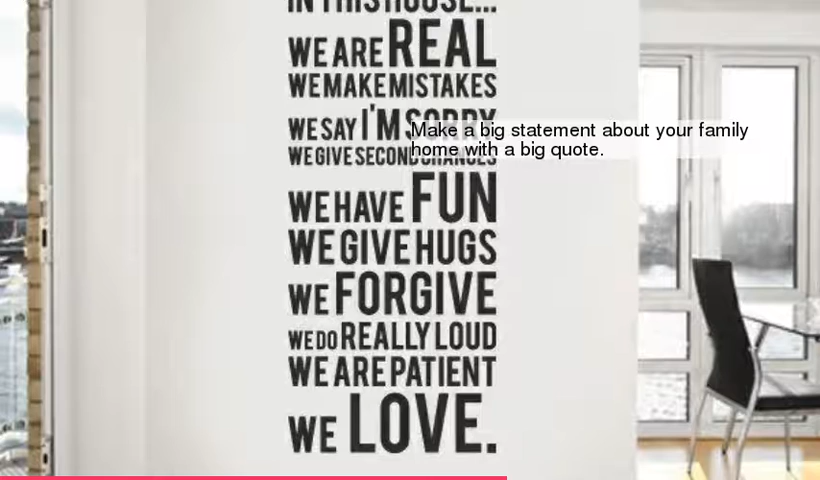 IN THIS HOUSE...
WE ARE REAL
WE MAKE MISTAKES
WE SAY I'M SORRY
WE GIVE SECOND CHANCES
Make a big statement about your family
home with a big quote.
WE HAVE FUN
WE GIVE HUGS
WE FORGIVE
WE DO REALLY LOUD
WE ARE PATIENT
WE LOVE.